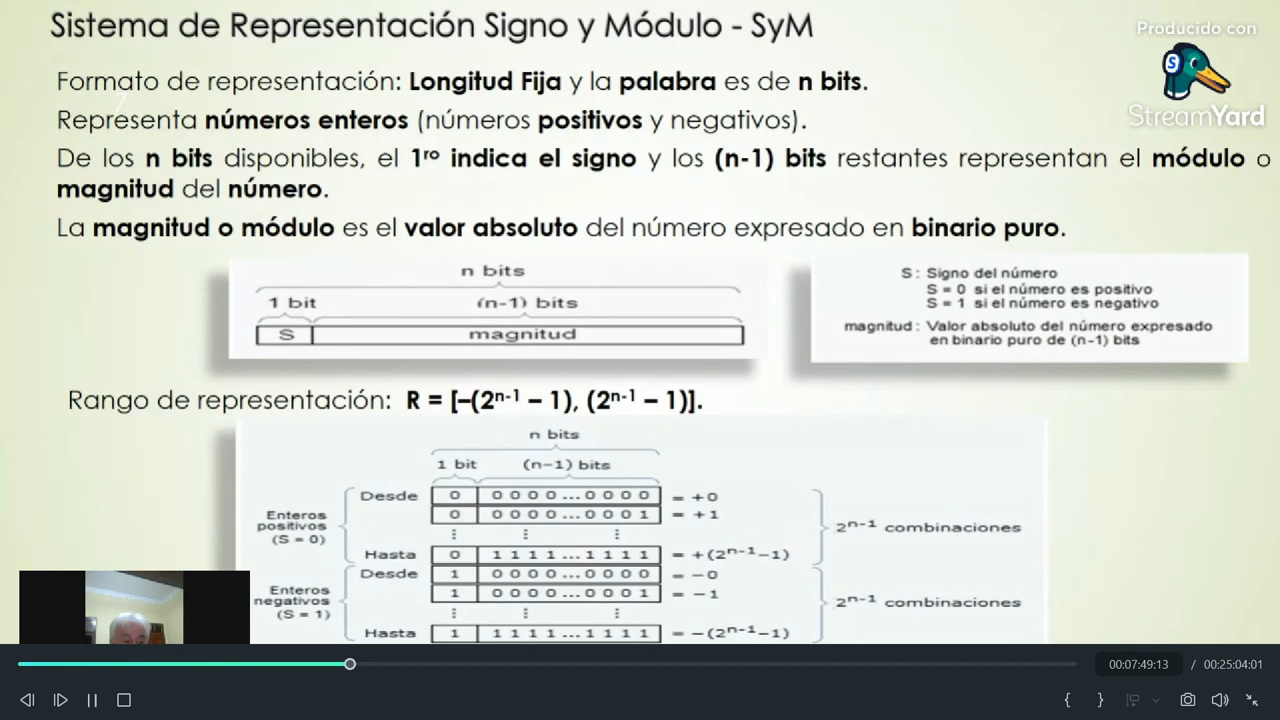 Sistema de Representación Signo y Módulo - SyM
Producido con
StreamYard
Formato de representación: Longitud Fija y la palabra es de n bits.
Representa números enteros (números positivos y negativos).
De los n bits disponibles, el 1ro indica el signo y los (n-1) bits restantes representan el módulo o
magnitud del número.
La magnitud o módulo es el valor absoluto del número expresado en binario puro.
n bits
1 bit (n-1) bits
S magnitud
S : Signo del número
S = 0 si el número es positivo
S = 1 si el número es negativo
magnitud : Valor absoluto del número expresado
en binario puro de (n-1) bits
Rango de representación: R = [–(2n-1 – 1), (2n-1 – 1)].
n bits
1 bit (n-1) bits
Desde 0 0 0 0 0 ... 0 0 0 0 = +0
0 0 0 0 0 ... 0 0 0 1 = +1
Enteros
positivos
(S = 0)
2n-1 combinaciones
Hasta 0 1 1 1 1 ... 1 1 1 1 = +(2n-1-1)
Desde 1 0 0 0 0 ... 0 0 0 0 = -0
1 0 0 0 0 ... 0 0 0 1 = -1
Enteros
negativos
(S = 1)
2n-1 combinaciones
Hasta 1 1 1 1 1 ... 1 1 1 1 = -(2n-1-1)
00:07:49:13 / 00:25:04:01